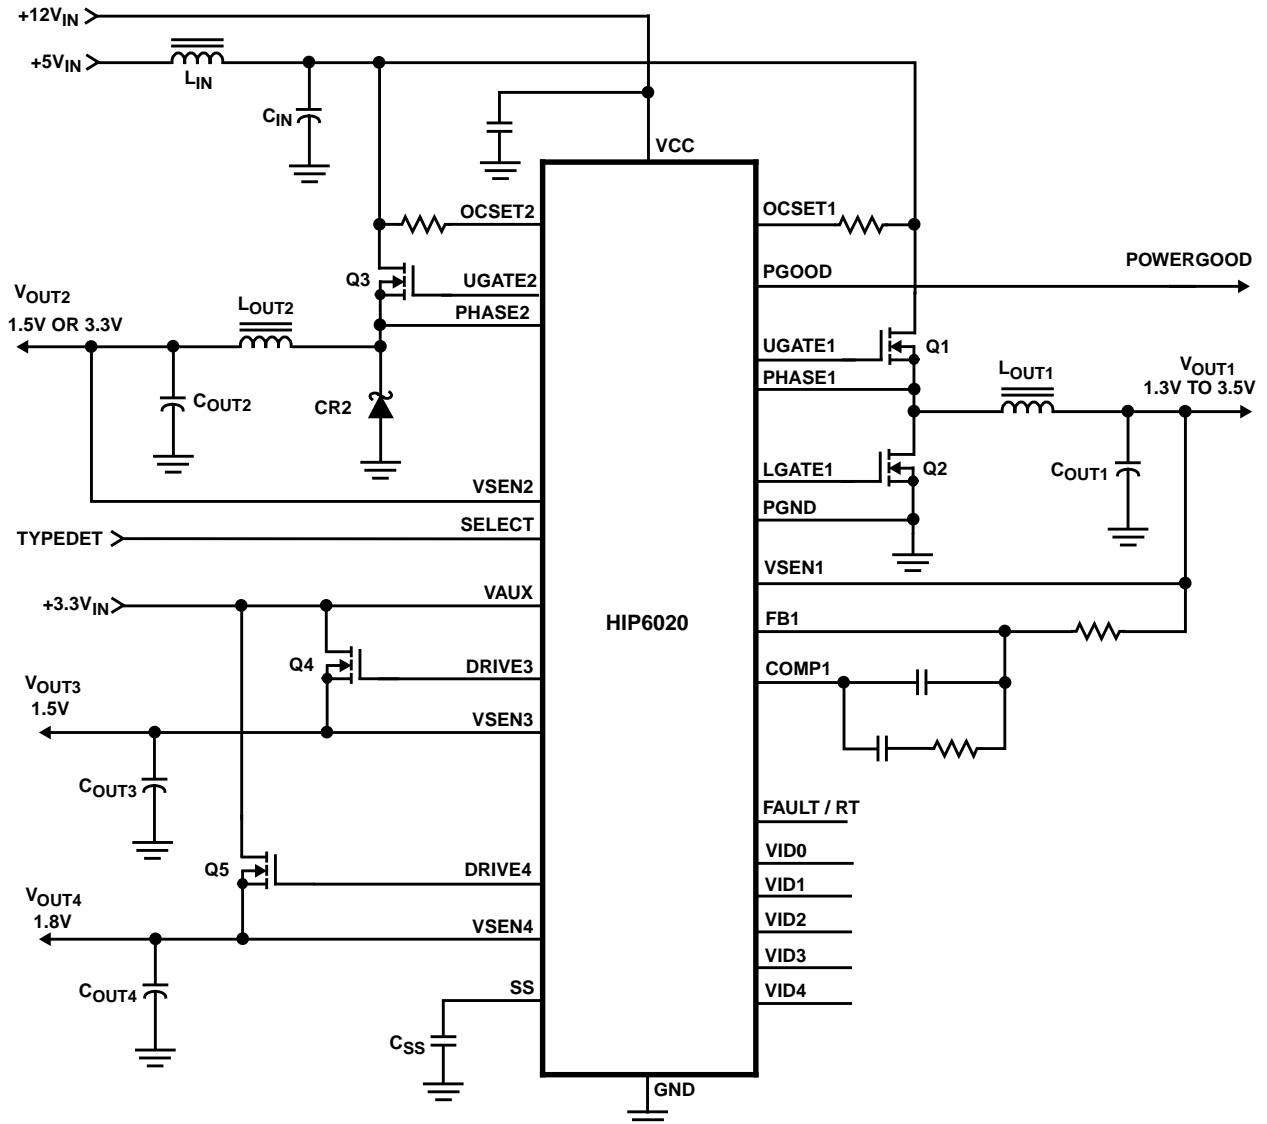 +12VIN
+5VIN
LIN
CIN
VCC
OCSET2
OCSET1
PGOOD
POWERGOOD
Q3
UGATE2
PHASE2
VOUT2
1.5V OR 3.3V
LOUT2
COUT2
CR2
UGATE1
Q1
PHASE1
LOUT1
VOUT1
1.3V TO 3.5V
LGATE1
Q2
COUT1
PGND
VSEN2
SELECT
TYPEDET
VSEN1
+3.3VIN
VAUX
HIP6020
FB1
Q4
DRIVE3
COMP1
VOUT3
1.5V
VSEN3
COUT3
FAULT / RT
VID0
VID1
VID2
VID3
VID4
Q5
DRIVE4
VOUT4
1.8V
VSEN4
COUT4
SS
CSS
GND